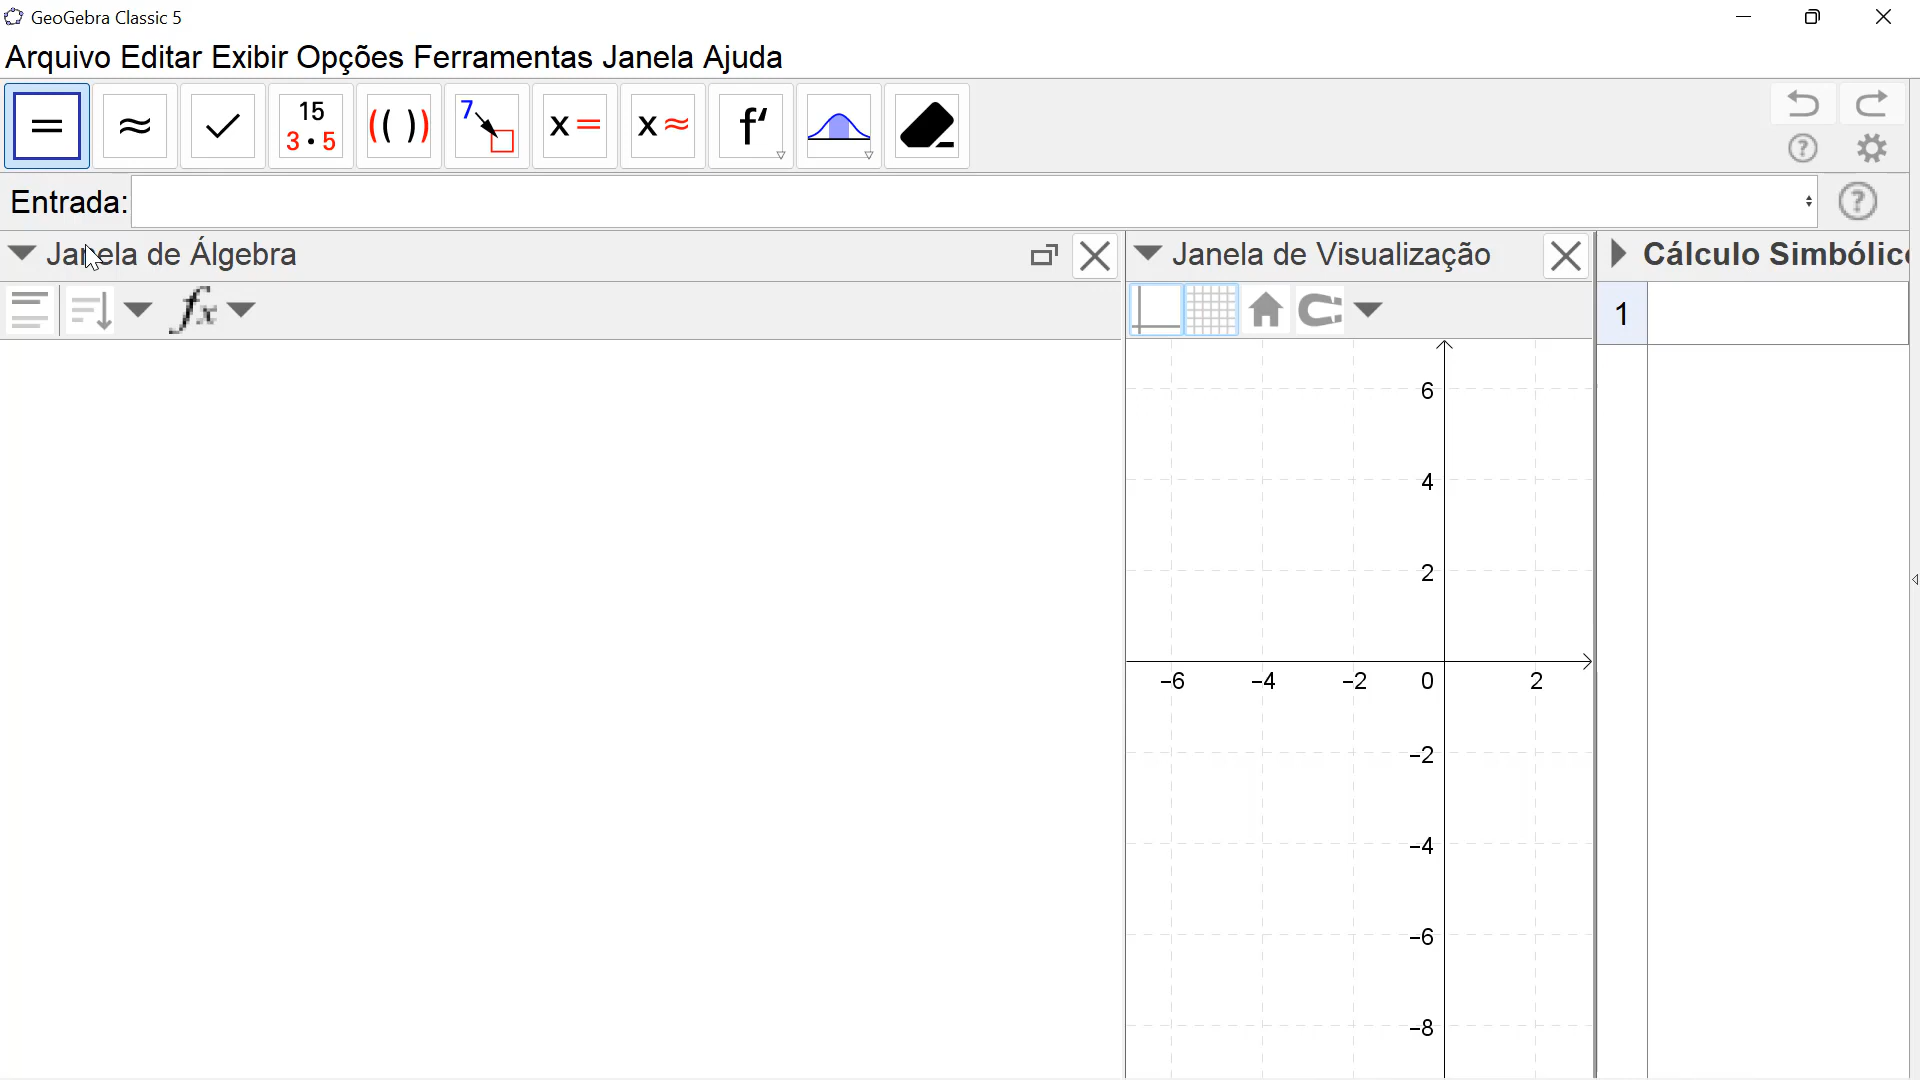 GeoGebra Classic 5
Arquivo Editar Exibir Opções Ferramentas Janela Ajuda
= ≈ ✓ 15 3·5 (( )) 7 x = x ≈ f′
Entrada:
Janela de Álgebra
Janela de Visualização
Cálculo Simbólic
fx
1
6
4
2
-6 -4 -2 0 2
-2
-4
-6
-8